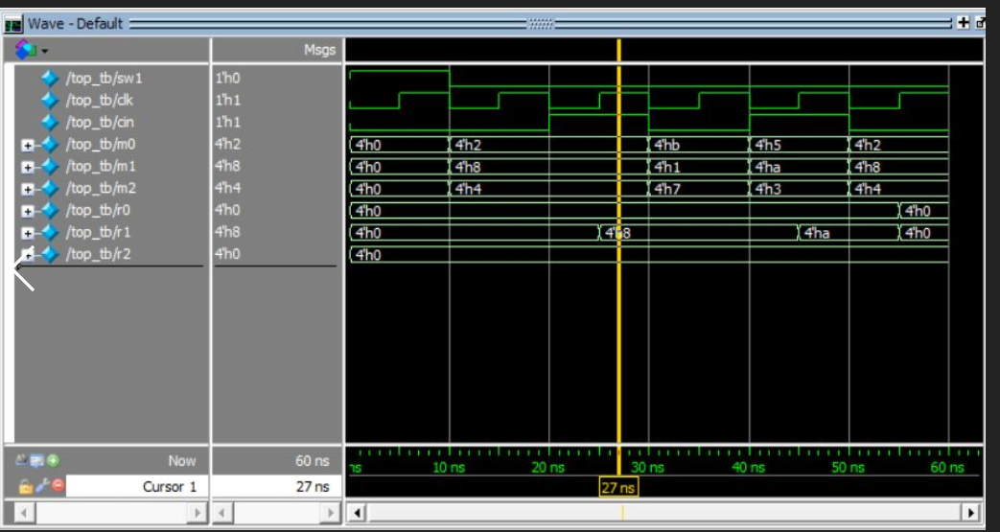 Wave - Default
Msgs
/top_tb/sw1 1'h0
/top_tb/clk 1'h1
/top_tb/cin 1'h1
/top_tb/m0 4'h2 4'h0 4'h2 4'hb 4'h5 4'h2
/top_tb/m1 4'h8 4'h0 4'h8 4'h1 4'ha 4'h8
/top_tb/m2 4'h4 4'h0 4'h4 4'h7 4'h3 4'h4
/top_tb/r0 4'h0 4'h0 4'h0
/top_tb/r1 4'h8 4'h0 4'h8 4'ha 4'h0
/top_tb/r2 4'h0 4'h0
Now 60 ns ns 10 ns 20 ns 30 ns 40 ns 50 ns 60 ns
Cursor 1 27 ns 27 ns